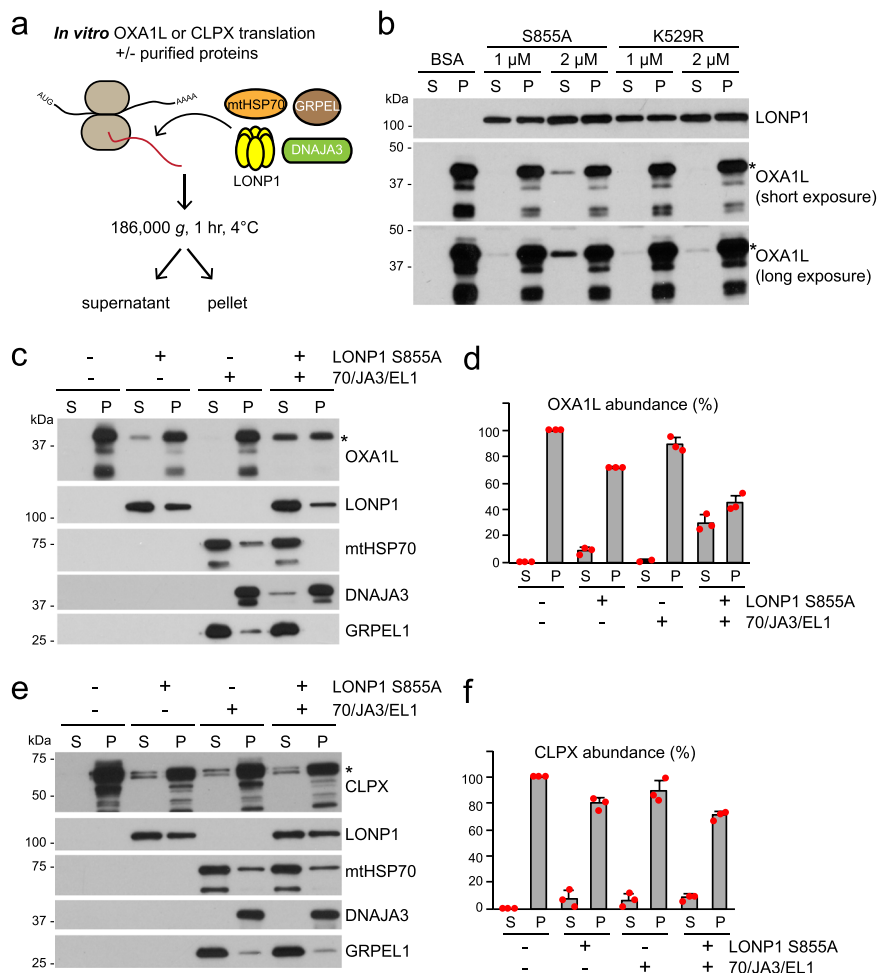 a
In vitro OXA1L or CLPX translation
+/- purified proteins
AUG
AAAA
mtHSP70
GRPEL
DNAJA3
LONP1
186,000 g, 1 hr, 4°C
supernatant
pellet
b
S855A K529R
BSA 1 µM 2 µM 1 µM 2 µM
S P S P S P S P S P
kDa
100 -
LONP1
50 -
37 -
*
OXA1L
(short exposure)
50 -
37 -
*
OXA1L
(long exposure)
c
- + - + LONP1 S855A
- - + + 70/JA3/EL1
S P S P S P S P
kDa
37 -
*
OXA1L
100 -
LONP1
75 -
mtHSP70
37 -
DNAJA3
25 -
GRPEL1
d
OXA1L abundance (%)
100
80
60
40
20
0
S P S P S P S P
- + - + LONP1 S855A
- - + + 70/JA3/EL1
e
- + - + LONP1 S855A
- - + + 70/JA3/EL1
S P S P S P S P
kDa
75 -
50 -
*
CLPX
100 -
LONP1
75 -
mtHSP70
37 -
DNAJA3
25 -
GRPEL1
f
CLPX abundance (%)
100
80
60
40
20
0
S P S P S P S P
- + - + LONP1 S855A
- - + + 70/JA3/EL1